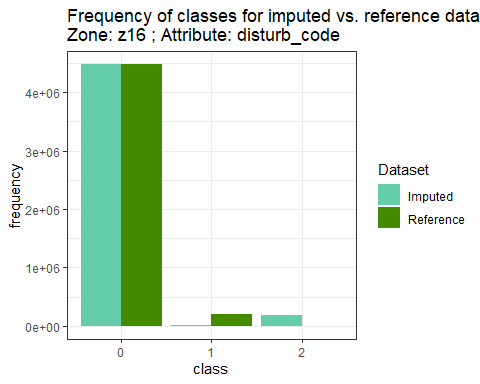 Frequency of classes for imputed vs. reference data
Zone: z16 ; Attribute: disturb_code
4e+06
3e+06
2e+06
1e+06
0e+00
frequency
0
1
2
class
Dataset
Imputed
Reference